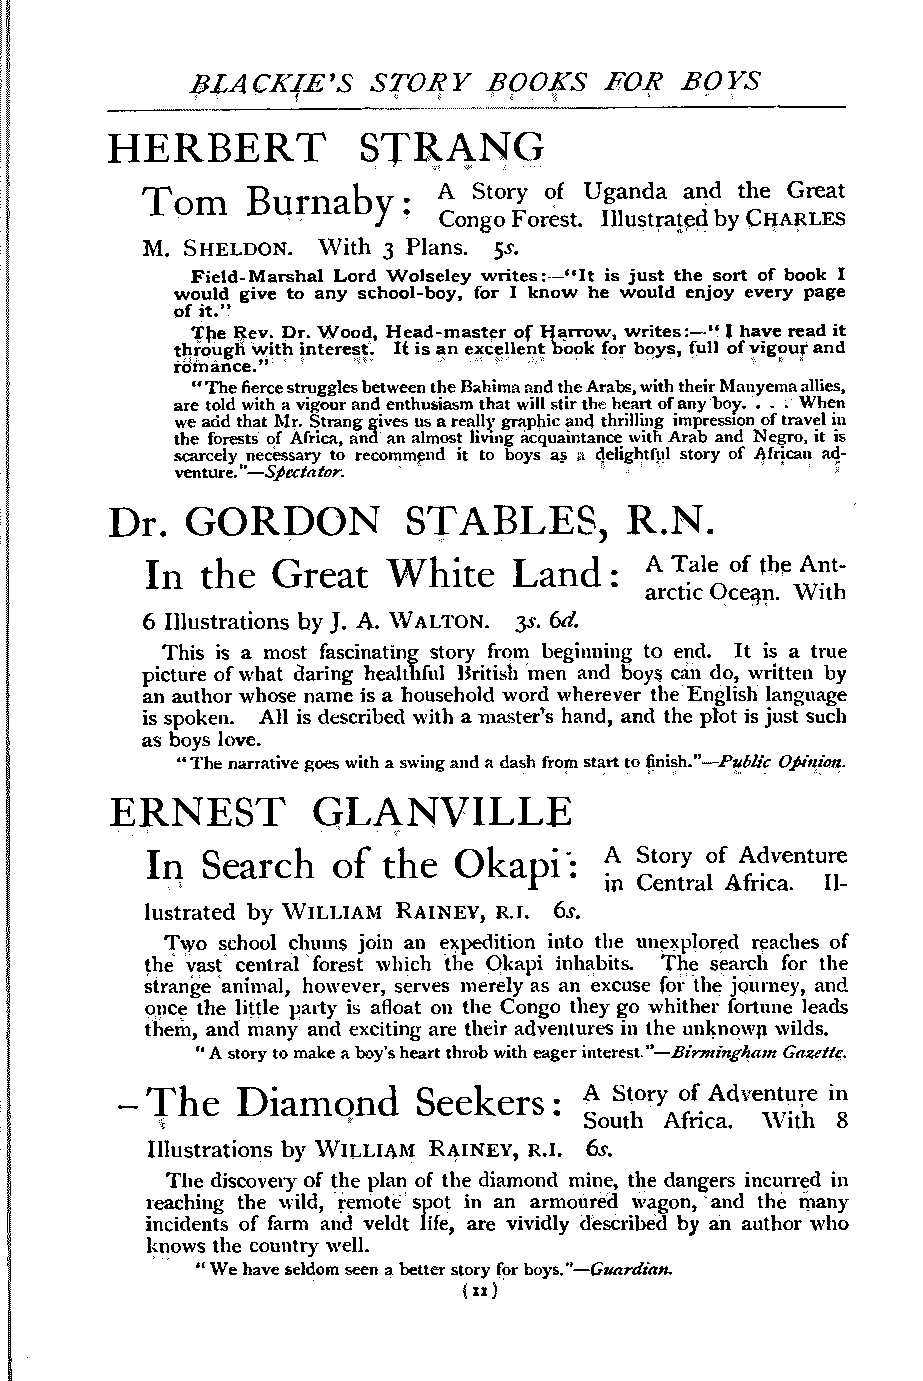 BLACKIE'S STORY BOOKS FOR BOYS
HERBERT STRANG
Tom Burnaby: A Story of Uganda and the Great
Congo Forest. Illustrated by CHARLES
M. SHELDON. With 3 Plans. 5s.
Field-Marshal Lord Wolseley writes:—"It is just the sort of book I
would give to any school-boy, for I know he would enjoy every page
of it."
The Rev. Dr. Wood, Head-master of Harrow, writes:—"I have read it
through with interest. It is an excellent book for boys, full of vigour and
romance."
"The fierce struggles between the Bahima and the Arabs, with their Manyema allies,
are told with a vigour and enthusiasm that will stir the heart of any boy. . . . When
we add that Mr. Strang gives us a really graphic and thrilling impression of travel in
the forests of Africa, and an almost living acquaintance with Arab and Negro, it is
scarcely necessary to recommend it to boys as a delightful story of African ad-
venture."—Spectator.
Dr. GORDON STABLES, R.N.
In the Great White Land: A Tale of the Ant-
arctic Ocean. With
6 Illustrations by J. A. WALTON. 3s. 6d.
This is a most fascinating story from beginning to end. It is a true
picture of what daring healthful British men and boys can do, written by
an author whose name is a household word wherever the English language
is spoken. All is described with a master's hand, and the plot is just such
as boys love.
"The narrative goes with a swing and a dash from start to finish."—Public Opinion.
ERNEST GLANVILLE
In Search of the Okapi: A Story of Adventure
in Central Africa. Il-
lustrated by WILLIAM RAINEY, R.I. 6s.
Two school chums join an expedition into the unexplored reaches of
the vast central forest which the Okapi inhabits. The search for the
strange animal, however, serves merely as an excuse for the journey, and
once the little party is afloat on the Congo they go whither fortune leads
them, and many and exciting are their adventures in the unknown wilds.
"A story to make a boy's heart throb with eager interest."—Birmingham Gazette.
–The Diamond Seekers: A Story of Adventure in
South Africa. With 8
Illustrations by WILLIAM RAINEY, R.I. 6s.
The discovery of the plan of the diamond mine, the dangers incurred in
reaching the wild, remote spot in an armoured wagon, and the many
incidents of farm and veldt life, are vividly described by an author who
knows the country well.
"We have seldom seen a better story for boys."—Guardian.
(11)